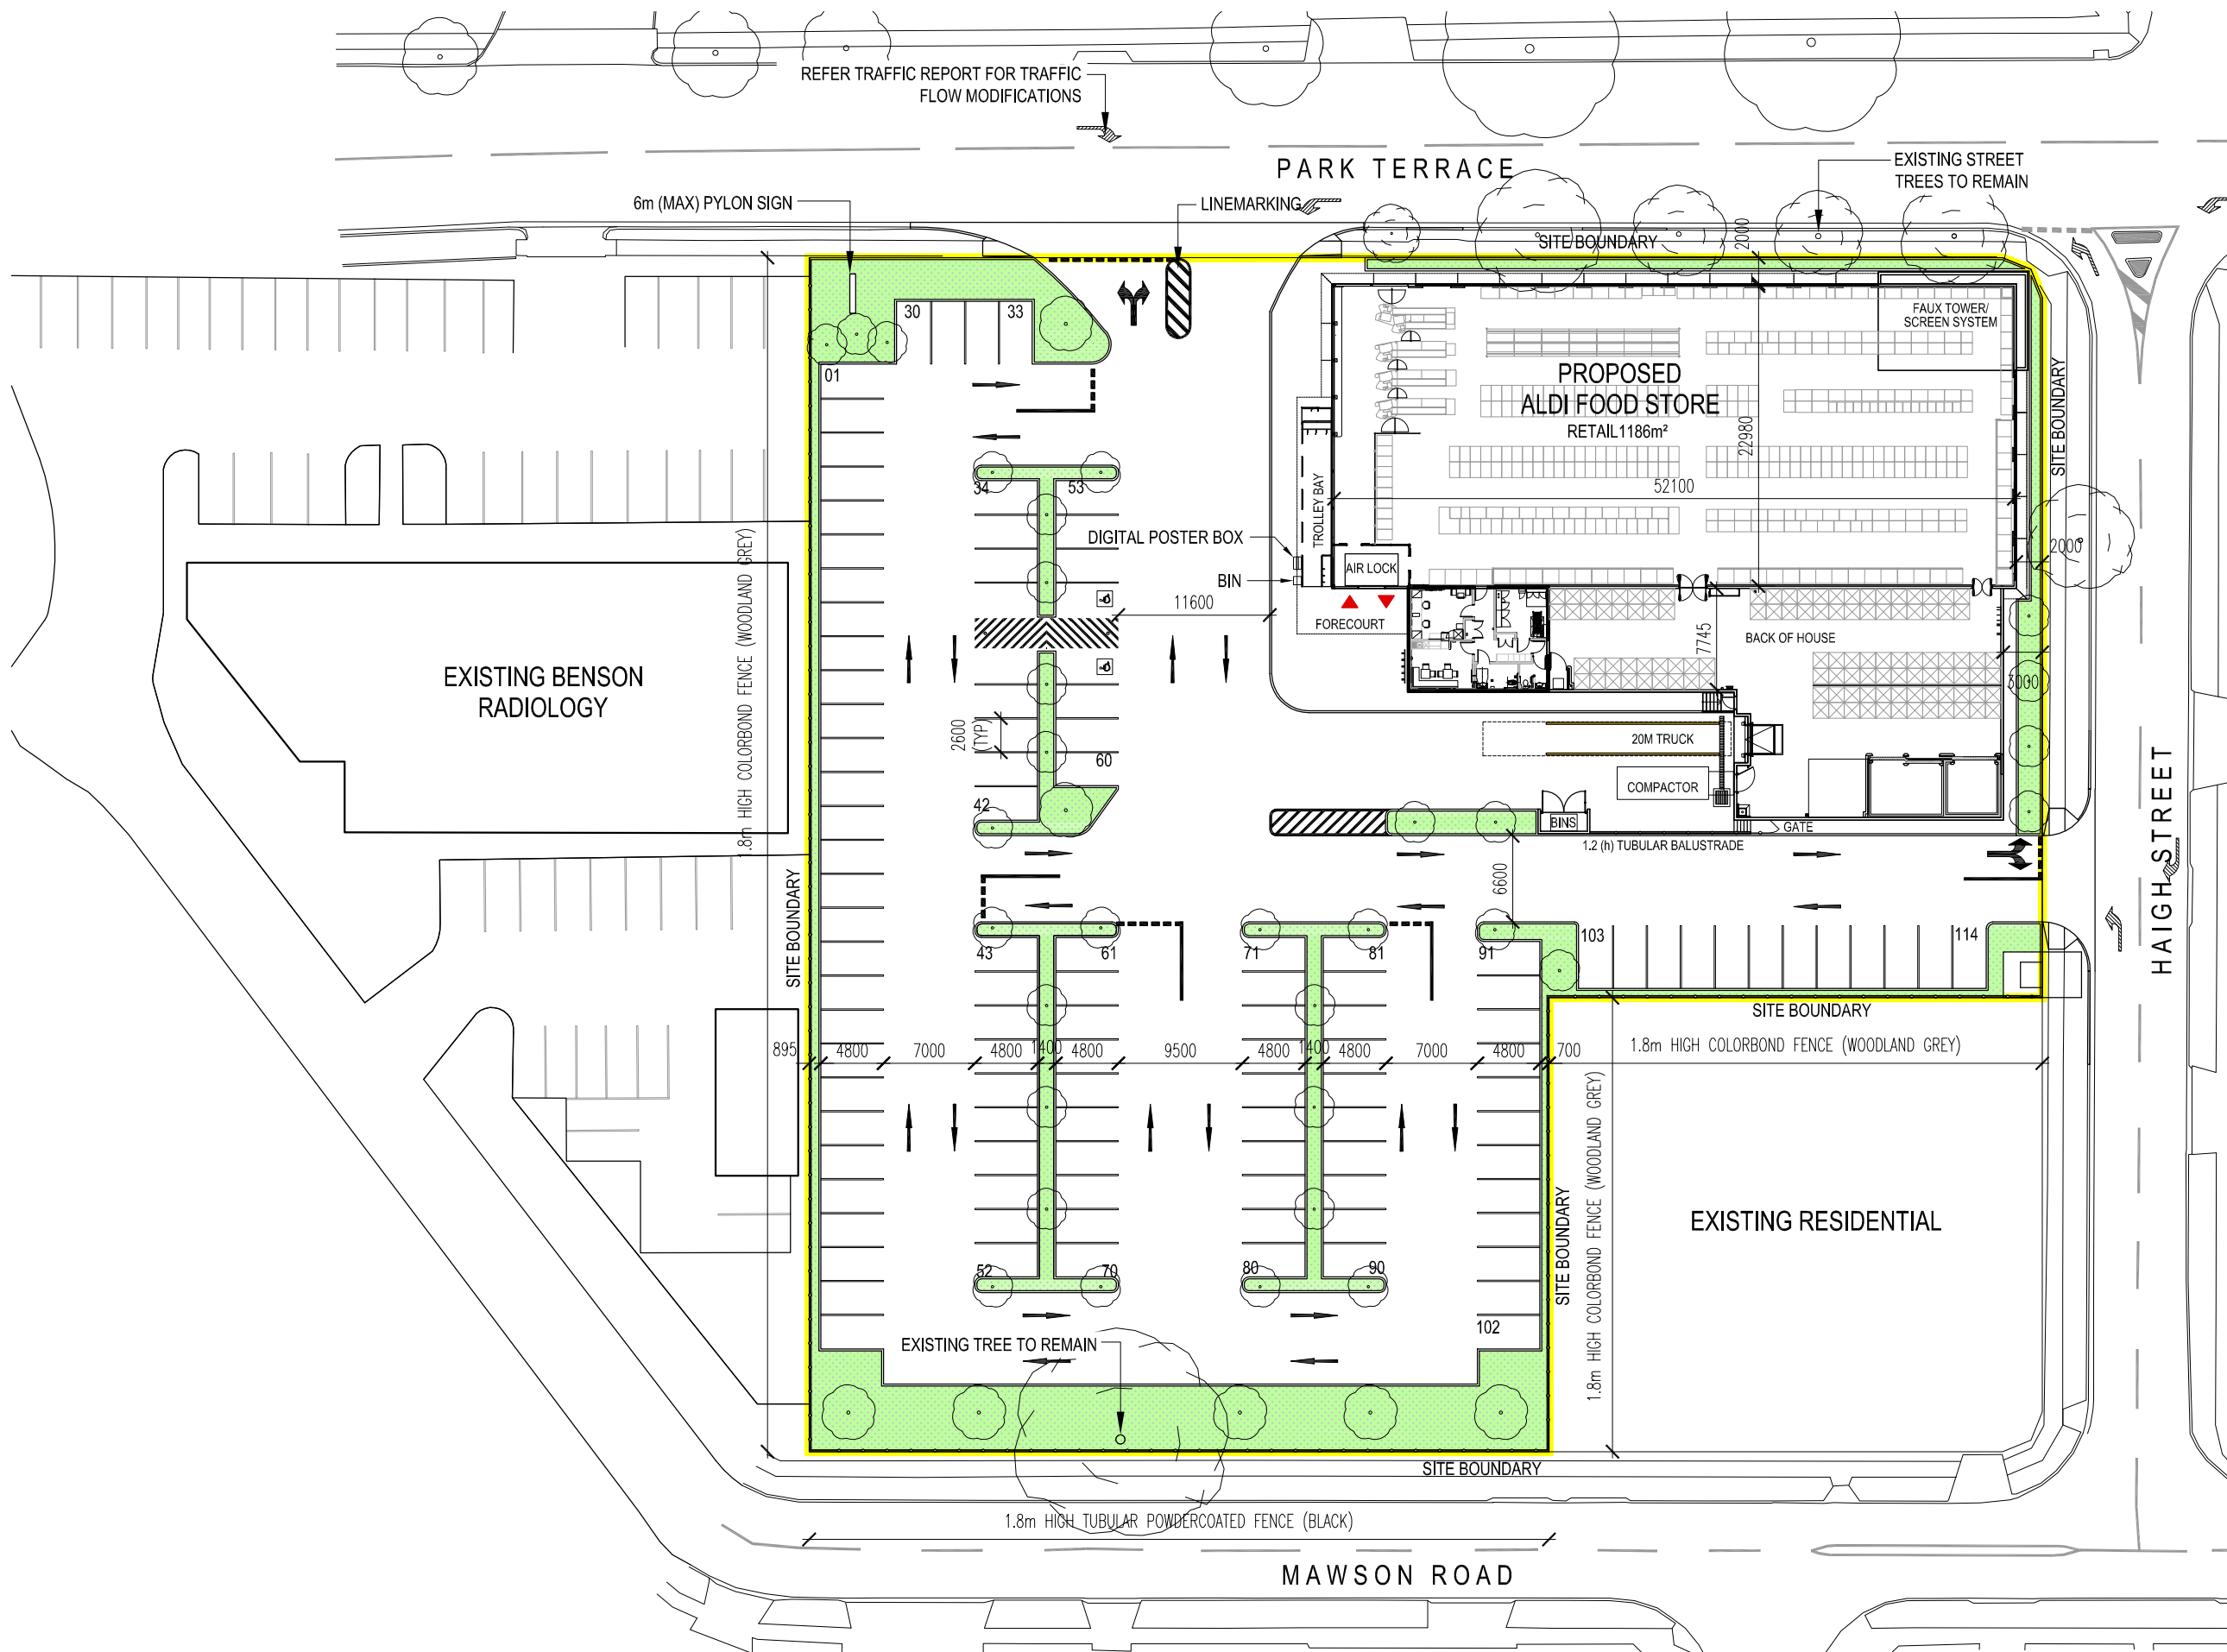 REFER TRAFFIC REPORT FOR TRAFFIC
FLOW MODIFICATIONS
PARK TERRACE
EXISTING STREET
TREES TO REMAIN
6m (MAX) PYLON SIGN
LINEMARKING
SITE BOUNDARY
2000
30
33
01
FAUX TOWER/
SCREEN SYSTEM
SITE BOUNDARY
PROPOSED
ALDI FOOD STORE
RETAIL1186m²
22980
52100
34
53
TROLLEY BAY
DIGITAL POSTER BOX
BIN
AIR LOCK
2000
1.8m HIGH COLORBOND FENCE (WOODLAND GREY)
11600
FORECOURT
7745
BACK OF HOUSE
EXISTING BENSON
RADIOLOGY
3000
2600
(TYP)
60
42
20M TRUCK
COMPACTOR
BINS
GATE
1.2 (h) TUBULAR BALUSTRADE
HAIGH STREET
6600
SITE BOUNDARY
43
61
71
81
91
103
114
SITE BOUNDARY
895
4800
7000
4800
1400
4800
9500
4800
1400
4800
7000
4800
700
1.8m HIGH COLORBOND FENCE (WOODLAND GREY)
1.8m HIGH COLORBOND FENCE (WOODLAND GREY)
SITE BOUNDARY
EXISTING RESIDENTIAL
52
70
80
90
102
EXISTING TREE TO REMAIN
SITE BOUNDARY
1.8m HIGH TUBULAR POWDERCOATED FENCE (BLACK)
MAWSON ROAD